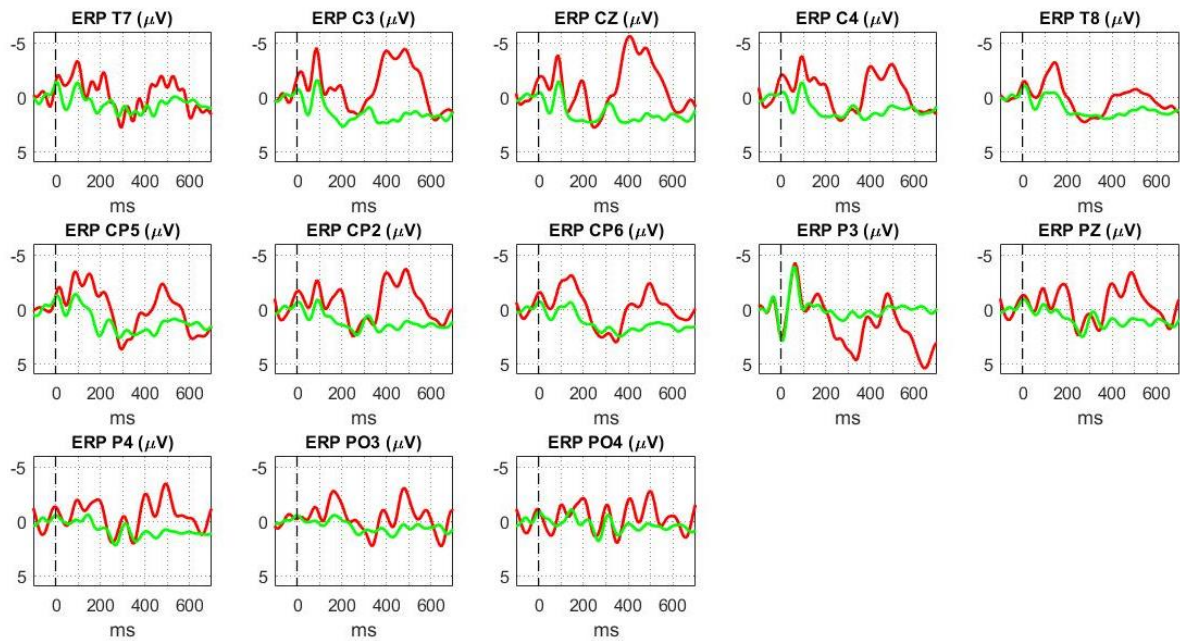 ERP T7 (μV) ERP C3 (μV) ERP CZ (μV) ERP C4 (μV) ERP T8 (μV)
-5 -5 -5 -5 -5
0 0 0 0 0
5 5 5 5 5
0 200 400 600 0 200 400 600 0 200 400 600 0 200 400 600 0 200 400 600
ms ms ms ms ms
ERP CP5 (μV) ERP CP2 (μV) ERP CP6 (μV) ERP P3 (μV) ERP PZ (μV)
-5 -5 -5 -5 -5
0 0 0 0 0
5 5 5 5 5
0 200 400 600 0 200 400 600 0 200 400 600 0 200 400 600 0 200 400 600
ms ms ms ms ms
ERP P4 (μV) ERP PO3 (μV) ERP PO4 (μV)
-5 -5 -5
0 0 0
5 5 5
0 200 400 600 0 200 400 600 0 200 400 600
ms ms ms